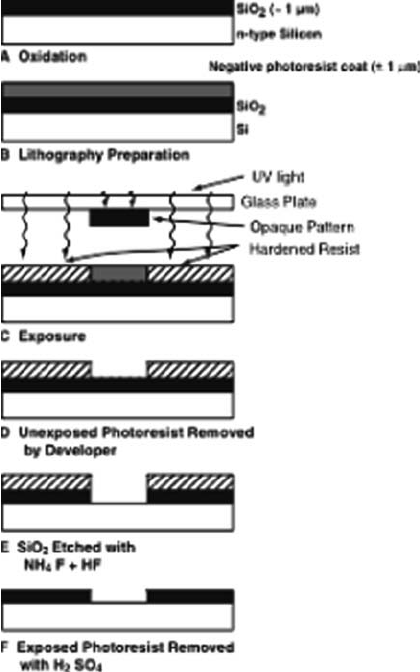 SiO₂ (~ 1 μm)
n-type Silicon
A Oxidation
Negative photoresist coat (± 1 μm)
SiO₂
Si
B Lithography Preparation
UV light
Glass Plate
Opaque Pattern
Hardened Resist
C Exposure
D Unexposed Photoresist Removed
by Developer
E SiO₂ Etched with
NH₄ F + HF
F Exposed Photoresist Removed
with H₂ SO₄